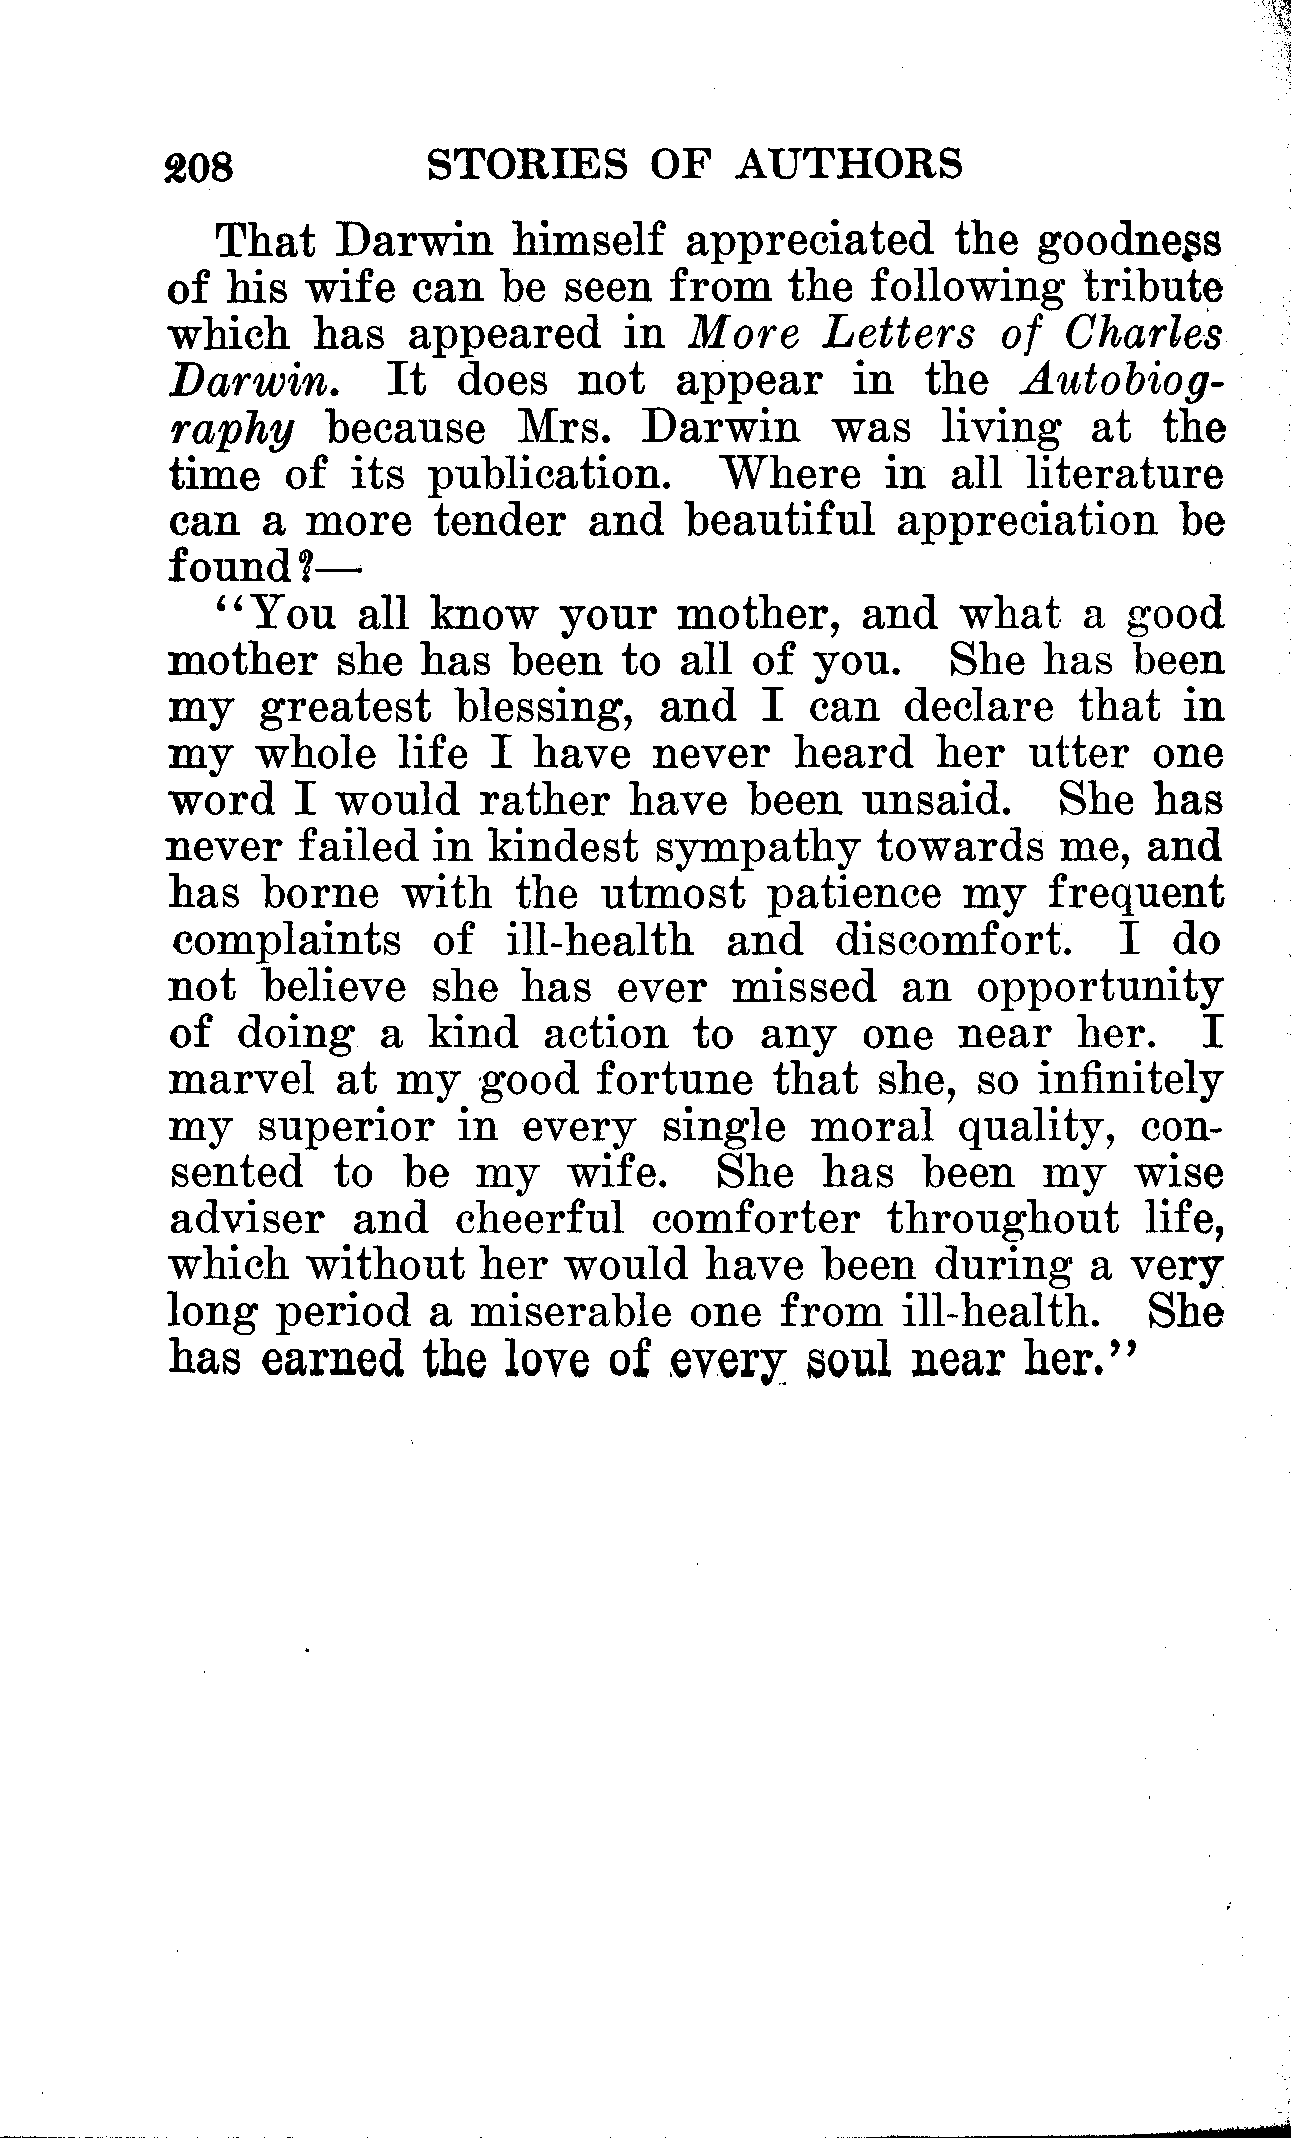 208 STORIES OF AUTHORS
That Darwin himself appreciated the goodness
of his wife can be seen from the following tribute
which has appeared in More Letters of Charles
Darwin. It does not appear in the Autobiog-
raphy because Mrs. Darwin was living at the
time of its publication. Where in all literature
can a more tender and beautiful appreciation be
found?—
"You all know your mother, and what a good
mother she has been to all of you. She has been
my greatest blessing, and I can declare that in
my whole life I have never heard her utter one
word I would rather have been unsaid. She has
never failed in kindest sympathy towards me, and
has borne with the utmost patience my frequent
complaints of ill-health and discomfort. I do
not believe she has ever missed an opportunity
of doing a kind action to any one near her. I
marvel at my good fortune that she, so infinitely
my superior in every single moral quality, con-
sented to be my wife. She has been my wise
adviser and cheerful comforter throughout life,
which without her would have been during a very
long period a miserable one from ill-health. She
has earned the love of every soul near her."